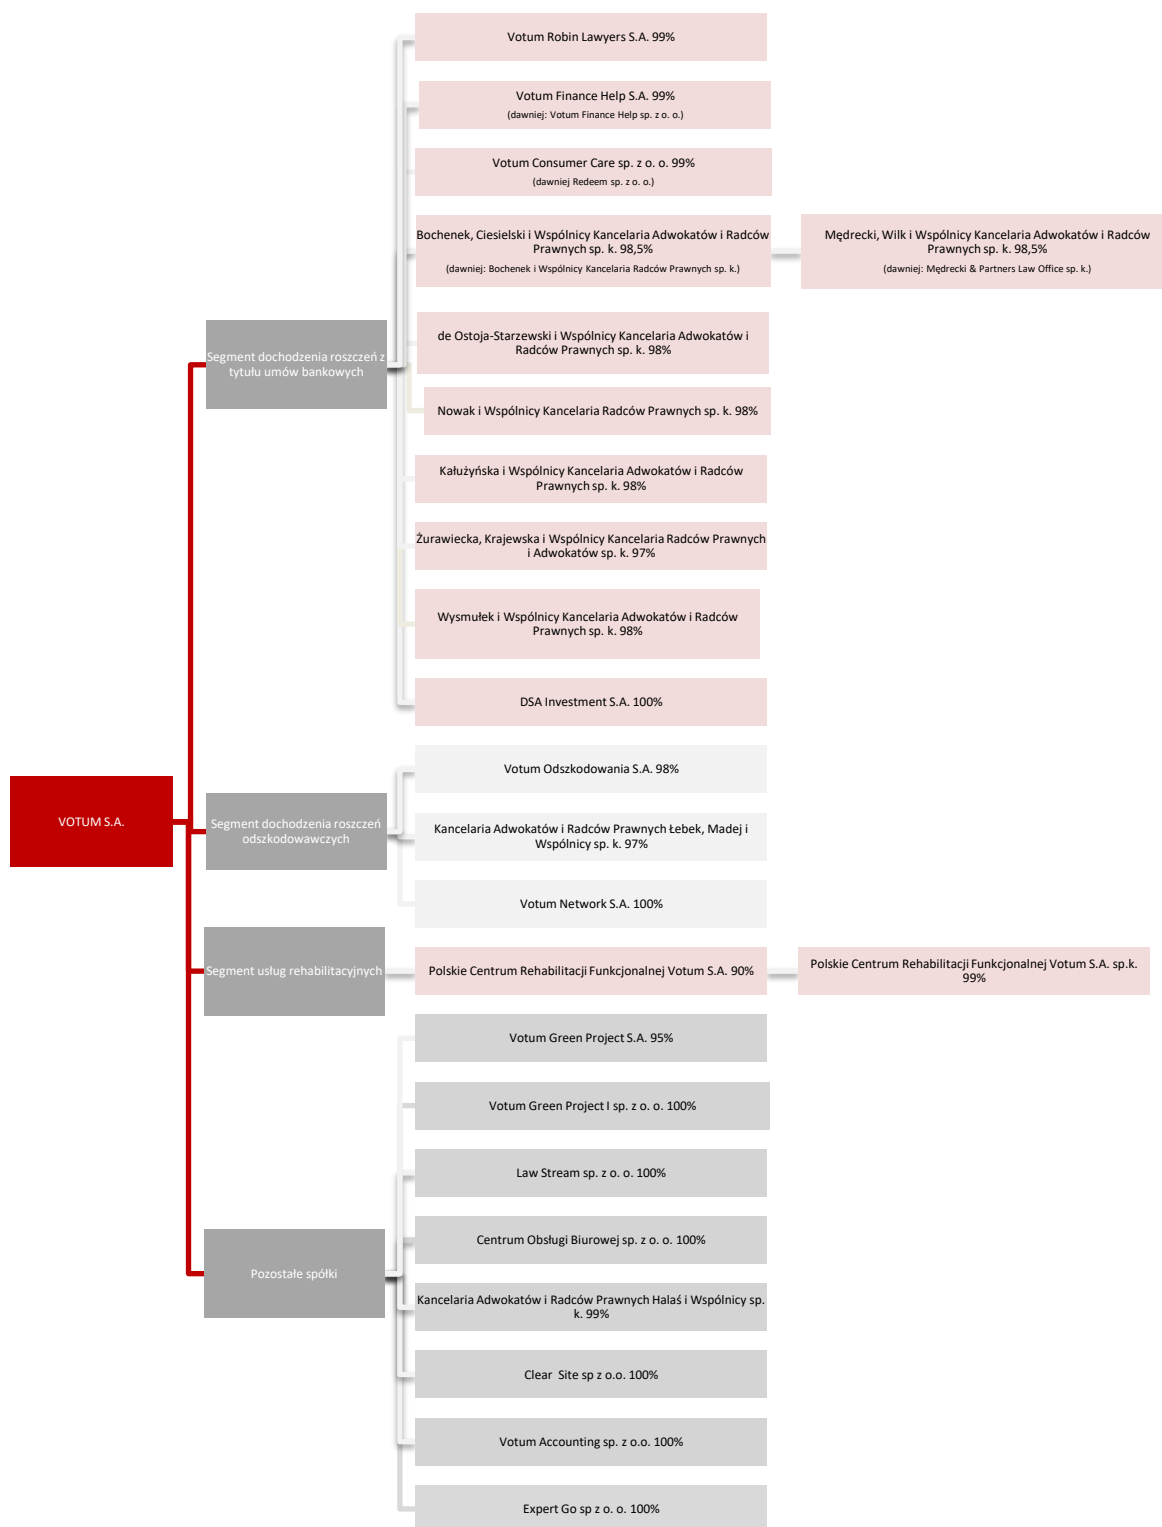 VOTUM S.A.
Segment dochodzenia roszczeń z
tytułu umów bankowych
Votum Robin Lawyers S.A. 99%
Votum Finance Help S.A. 99%
(dawniej: Votum Finance Help sp. z o. o.)
Votum Consumer Care sp. z o. o. 99%
(dawniej Redeem sp. z o. o.)
Bochenek, Ciesielski i Wspólnicy Kancelaria Adwokatów i Radców
Prawnych sp. k. 98,5%
(dawniej: Bochenek i Wspólnicy Kancelaria Radców Prawnych sp. k.)
Mędrecki, Wilk i Wspólnicy Kancelaria Adwokatów i Radców
Prawnych sp. k. 98,5%
(dawniej: Mędrecki & Partners Law Office sp. k.)
de Ostoja-Starzewski i Wspólnicy Kancelaria Adwokatów i
Radców Prawnych sp. k. 98%
Nowak i Wspólnicy Kancelaria Radców Prawnych sp. k. 98%
Kałużyńska i Wspólnicy Kancelaria Adwokatów i Radców
Prawnych sp. k. 98%
Żurawiecka, Krajewska i Wspólnicy Kancelaria Radców Prawnych
i Adwokatów sp. k. 97%
Wysmułek i Wspólnicy Kancelaria Adwokatów i Radców
Prawnych sp. k. 98%
DSA Investment S.A. 100%
Segment dochodzenia roszczeń
odszkodowawczych
Votum Odszkodowania S.A. 98%
Kancelaria Adwokatów i Radców Prawnych Łebek, Madej i
Wspólnicy sp. k. 97%
Votum Network S.A. 100%
Segment usług rehabilitacyjnych
Polskie Centrum Rehabilitacji Funkcjonalnej Votum S.A. 90%
Polskie Centrum Rehabilitacji Funkcjonalnej Votum S.A. sp.k.
99%
Pozostałe spółki
Votum Green Project S.A. 95%
Votum Green Project I sp. z o. o. 100%
Law Stream sp. z o. o. 100%
Centrum Obsługi Biurowej sp. z o. o. 100%
Kancelaria Adwokatów i Radców Prawnych Halaś i Wspólnicy sp.
k. 99%
Clear  Site sp z o.o. 100%
Votum Accounting sp. z o.o. 100%
Expert Go sp z o. o. 100%